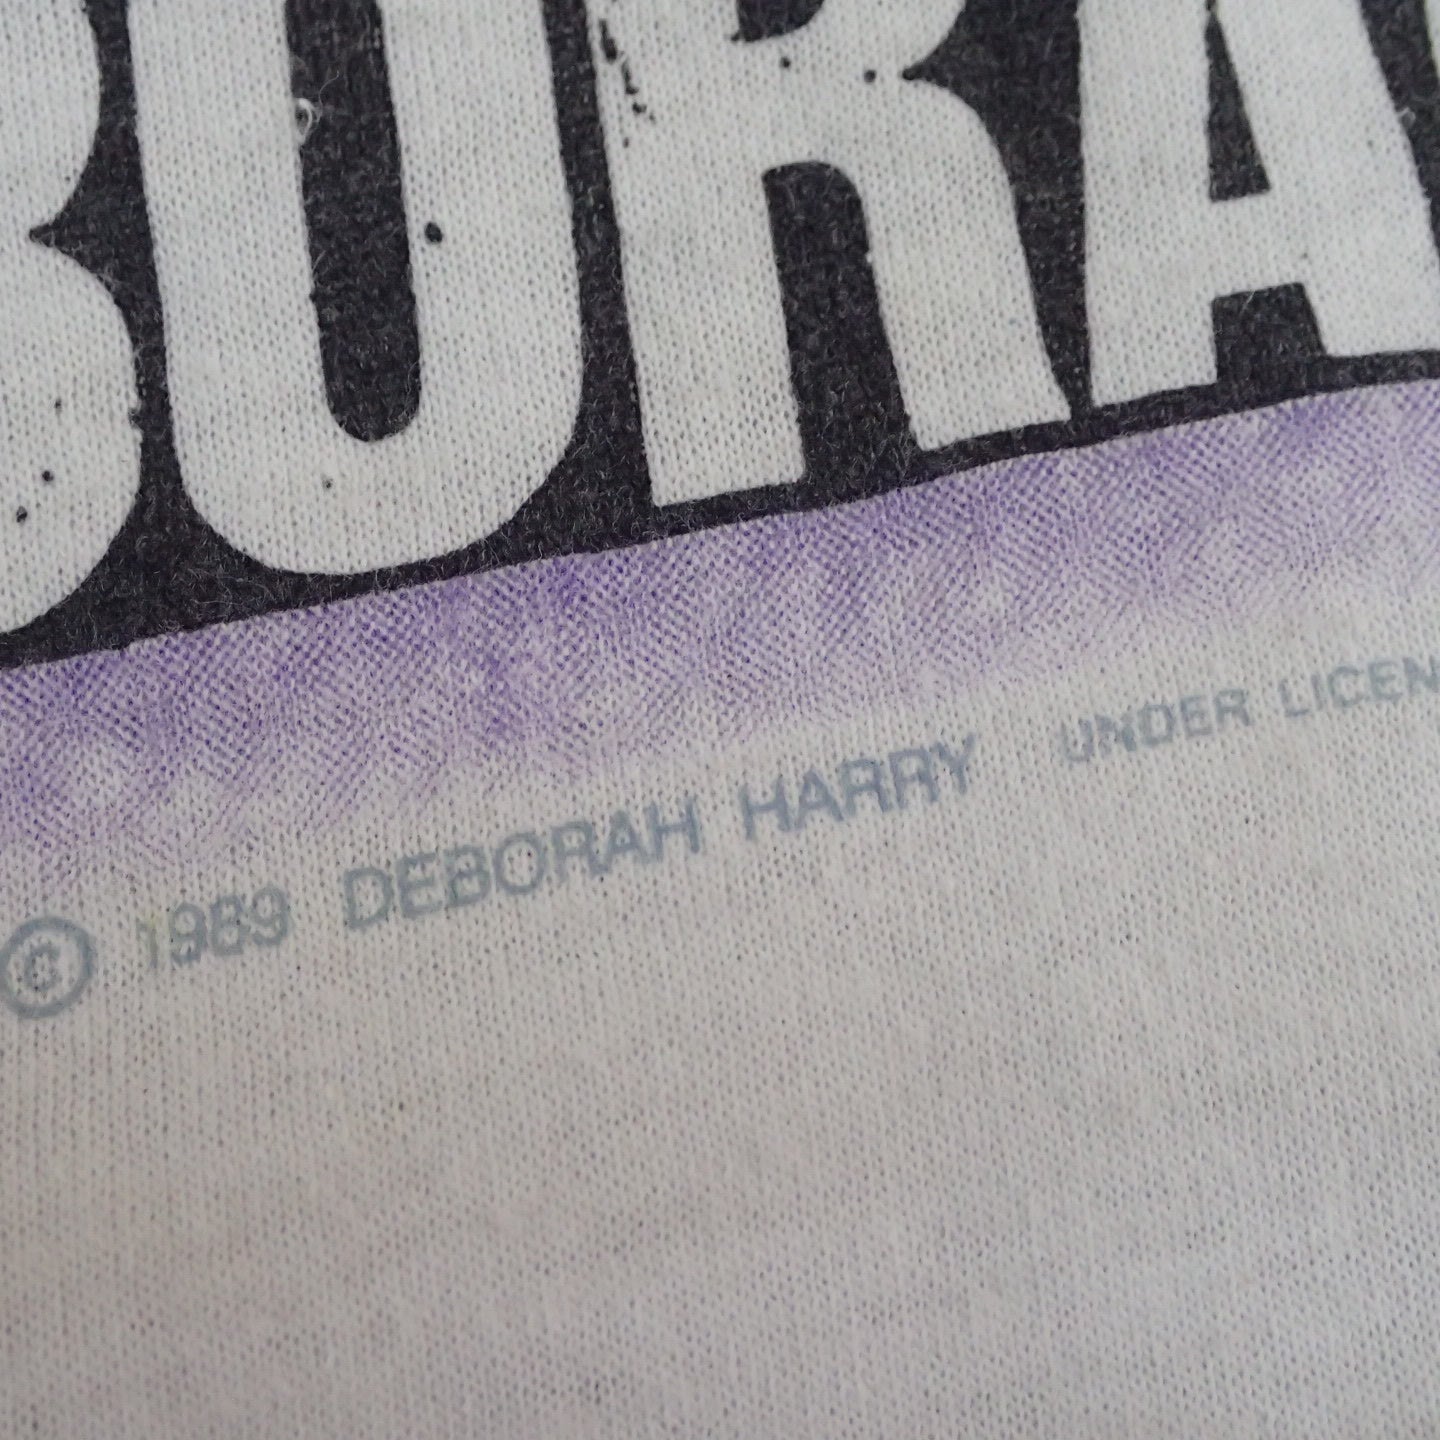 BORA
© 1989 DEBORAH HARRY UNDER LICEN